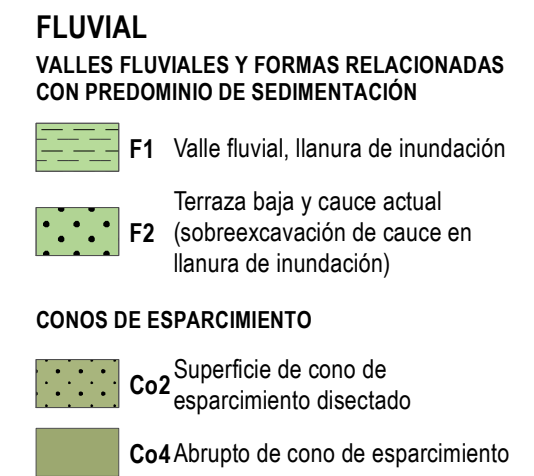 FLUVIAL
VALLES FLUVIALES Y FORMAS RELACIONADAS
CON PREDOMINIO DE SEDIMENTACIÓN
F1 Valle fluvial, llanura de inundación
Terraza baja y cauce actual
F2 (sobreexcavación de cauce en
llanura de inundación)
CONOS DE ESPARCIMIENTO
Co2 Superficie de cono de
esparcimiento disectado
Co4 Abrupto de cono de esparcimiento